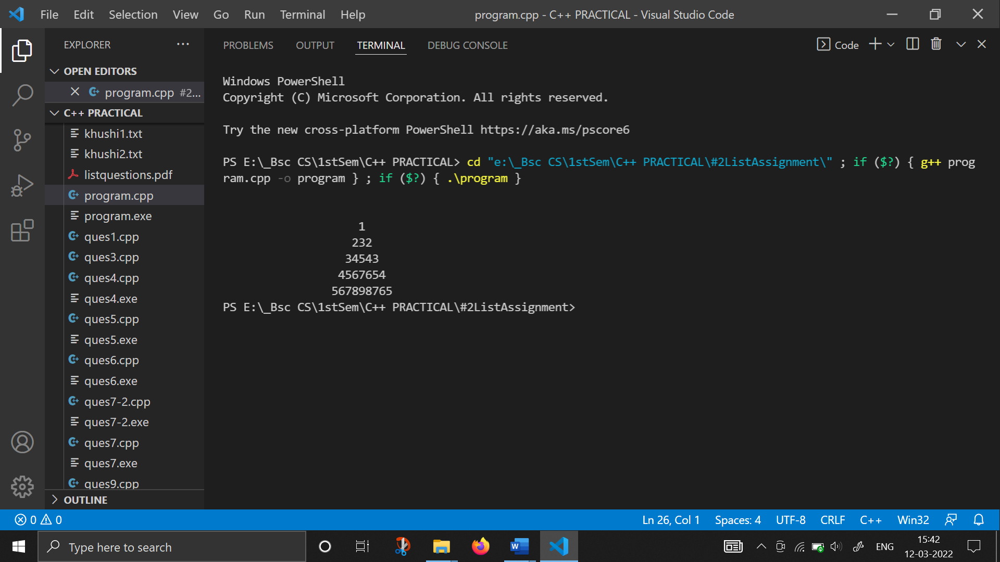 File Edit Selection View Go Run Terminal Help
program.cpp - C++ PRACTICAL - Visual Studio Code
EXPLORER
OPEN EDITORS
program.cpp #2...
C++ PRACTICAL
khushi1.txt
khushi2.txt
listquestions.pdf
program.cpp
program.exe
ques1.cpp
ques3.cpp
ques4.cpp
ques4.exe
ques5.cpp
ques5.exe
ques6.cpp
ques6.exe
ques7-2.cpp
ques7-2.exe
ques7.cpp
ques7.exe
ques9.cpp
OUTLINE
PROBLEMS OUTPUT TERMINAL DEBUG CONSOLE
Code
Windows PowerShell
Copyright (C) Microsoft Corporation. All rights reserved.
Try the new cross-platform PowerShell https://aka.ms/pscore6
PS E:\_Bsc CS\1stSem\C++ PRACTICAL> cd "e:\_Bsc CS\1stSem\C++ PRACTICAL\#2ListAssignment\" ; if ($?) { g++ prog
ram.cpp -o program } ; if ($?) { .\program }
1
232
34543
4567654
567898765
PS E:\_Bsc CS\1stSem\C++ PRACTICAL\#2ListAssignment>
0 0
Ln 26, Col 1 Spaces: 4 UTF-8 CRLF C++ Win32
Type here to search
W
ENG
15:42
12-03-2022